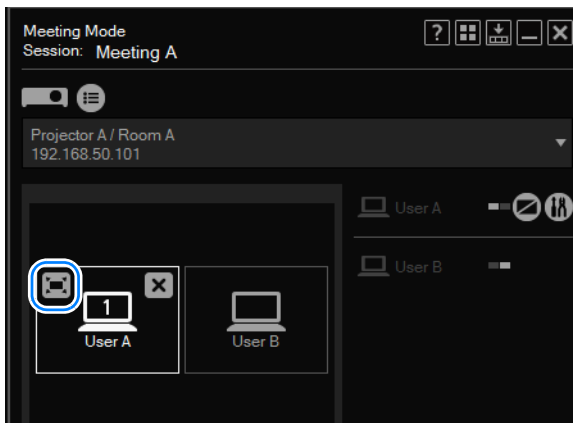 Meeting Mode
Session: Meeting A
?
Projector A / Room A
192.168.50.101
User A
User B
1
User A
User B